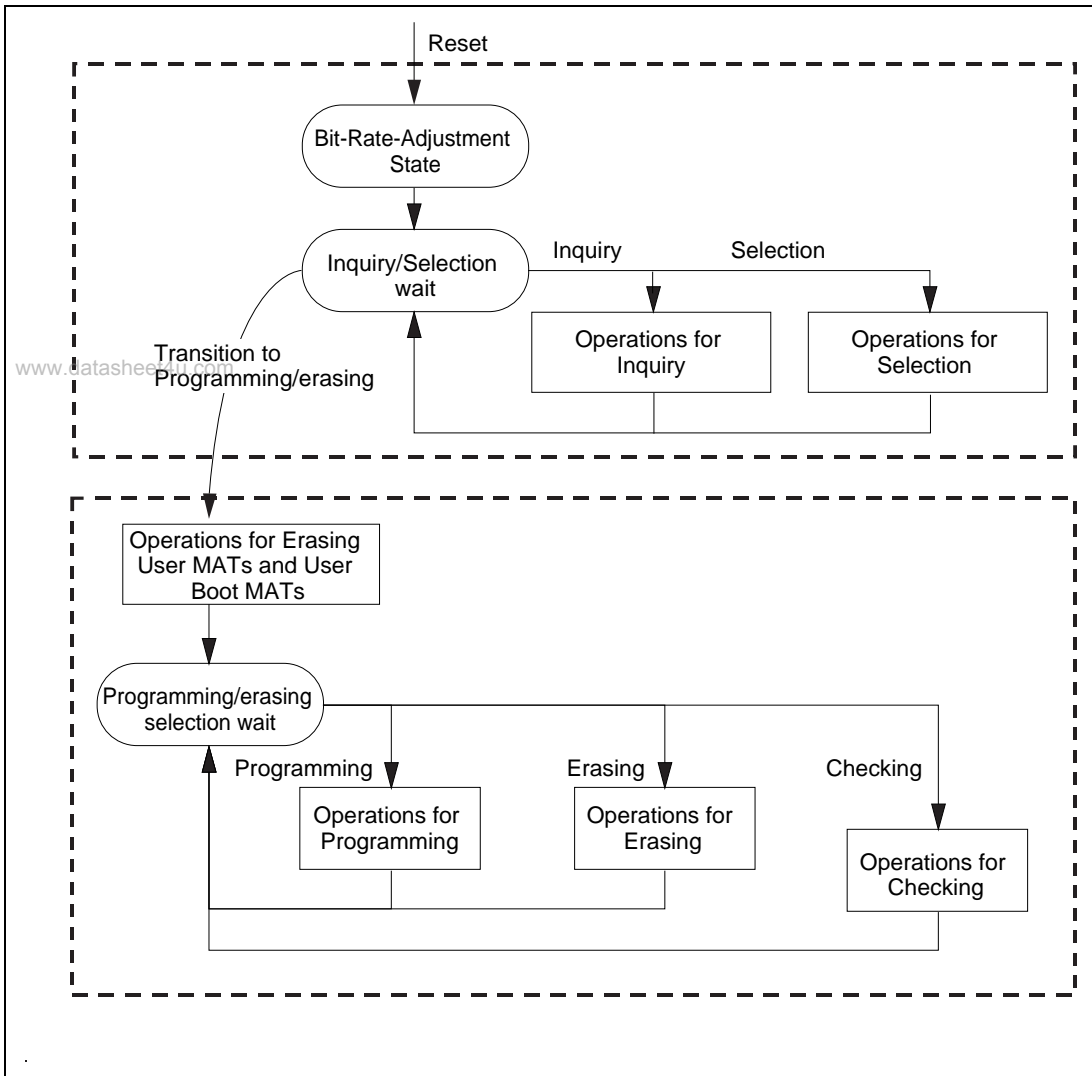 Reset
Bit-Rate-Adjustment
State
Inquiry/Selection
wait
Inquiry
Selection
Operations for
Inquiry
Operations for
Selection
Transition to
Programming/erasing
www.datasheet4u.com
Operations for Erasing
User MATs and User
Boot MATs
Programming/erasing
selection wait
Programming
Erasing
Checking
Operations for
Programming
Operations for
Erasing
Operations for
Checking